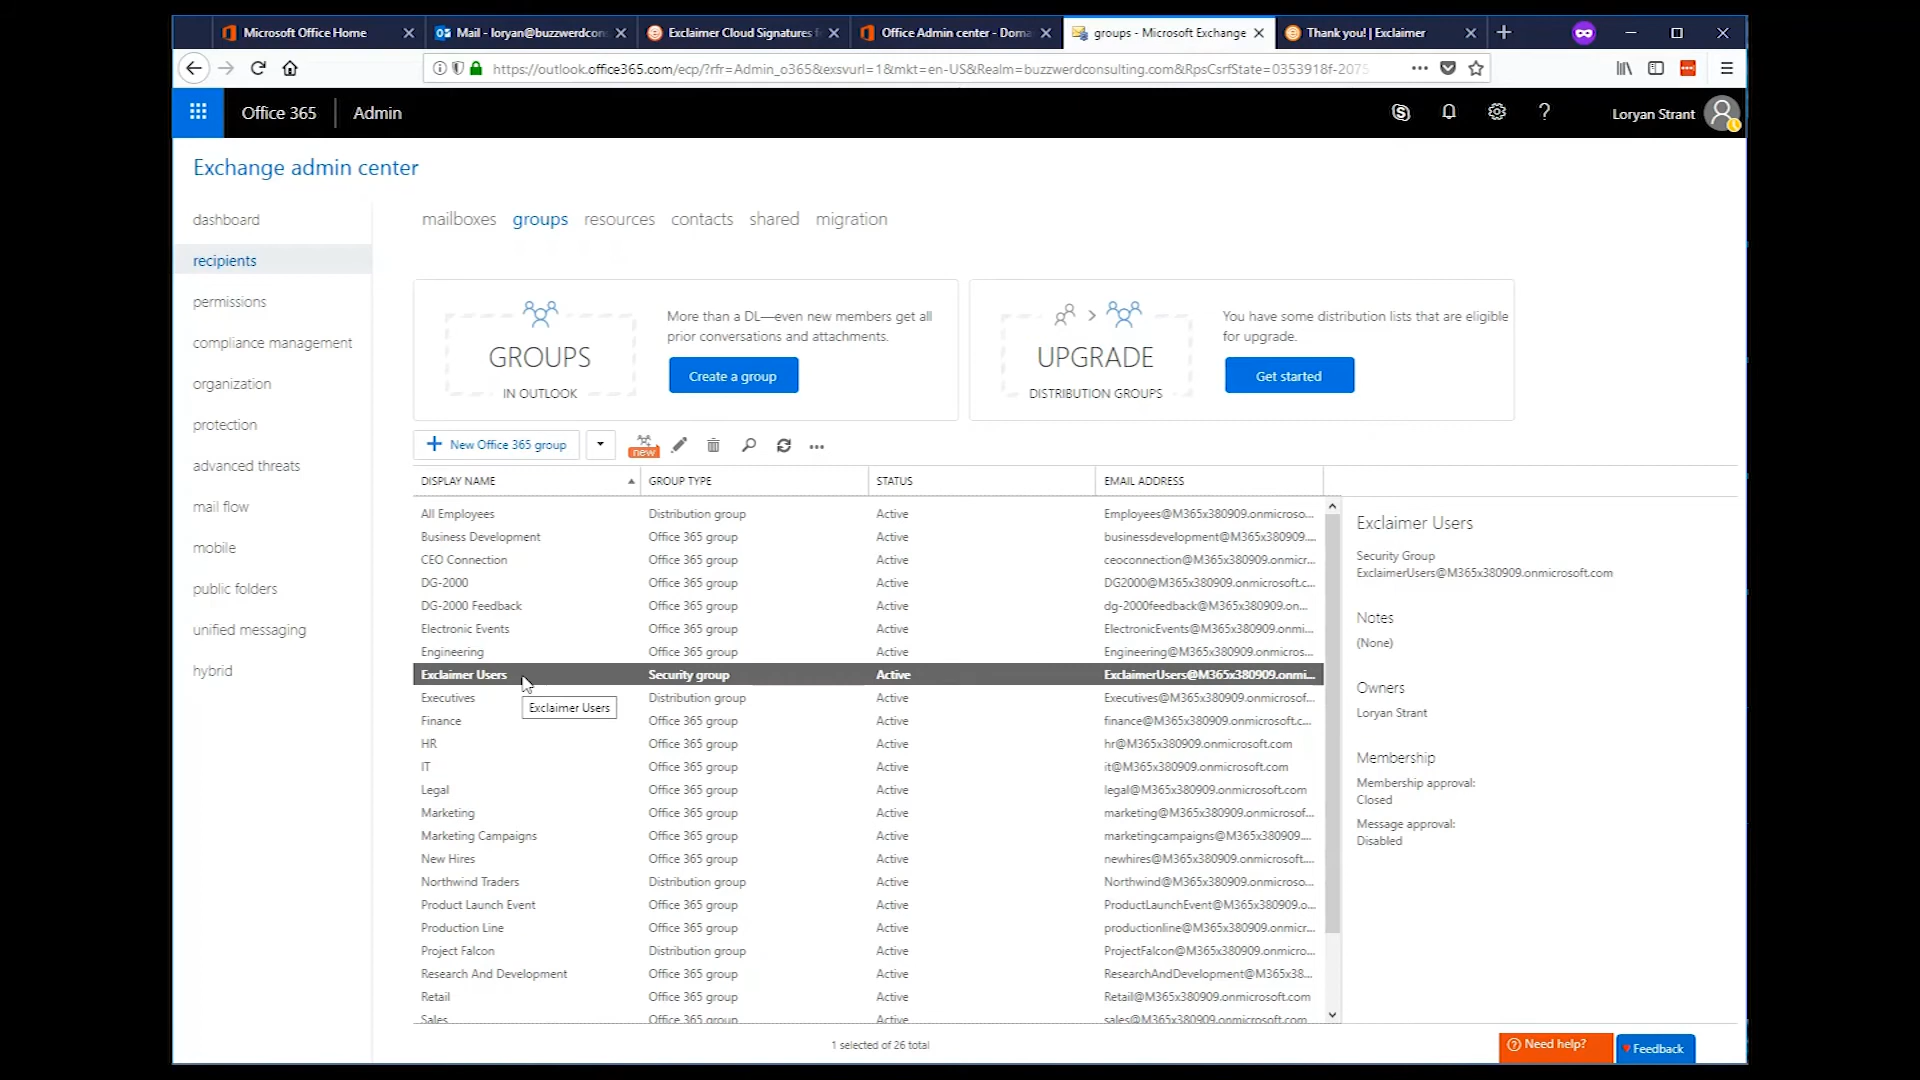 Microsoft Office Home
Mail - loryan@buzzwerdcon
Exclaimer Cloud Signatures f
Office Admin center - Doma
groups - Microsoft Exchange
Thank you! | Exclaimer
https://outlook.office365.com/ecp/?rfr=Admin_o365&exsvurl=1&mkt=en-US&Realm=buzzwerdconsulting.com&RpsCsrfState=0353918f-2075
Office 365
Admin
Loryan Strant
Exchange admin center
dashboard
recipients
permissions
compliance management
organization
protection
advanced threats
mail flow
mobile
public folders
unified messaging
hybrid
mailboxes groups resources contacts shared migration
GROUPS
IN OUTLOOK
More than a DL—even new members get all
prior conversations and attachments.
Create a group
UPGRADE
DISTRIBUTION GROUPS
You have some distribution lists that are eligible
for upgrade.
Get started
New Office 365 group
new
DISPLAY NAME GROUP TYPE STATUS EMAIL ADDRESS
All Employees Distribution group Active Employees@M365x380909.onmicroso...
Business Development Office 365 group Active businessdevelopment@M365x380909....
CEO Connection Office 365 group Active ceoconnection@M365x380909.onmicr...
DG-2000 Office 365 group Active DG2000@M365x380909.onmicrosoft.c...
DG-2000 Feedback Office 365 group Active dg-2000feedback@M365x380909.on...
Electronic Events Office 365 group Active ElectronicEvents@M365x380909.onmi...
Engineering Office 365 group Active Engineering@M365x380909.onmicros...
Exclaimer Users Security group Active ExclaimerUsers@M365x380909.onmi...
Executives Distribution group Active Executives@M365x380909.onmicrosof...
Exclaimer Users
Finance Office 365 group Active finance@M365x380909.onmicrosoft.c...
HR Office 365 group Active hr@M365x380909.onmicrosoft.com
IT Office 365 group Active it@M365x380909.onmicrosoft.com
Legal Office 365 group Active legal@M365x380909.onmicrosoft.com
Marketing Office 365 group Active marketing@M365x380909.onmicrosof...
Marketing Campaigns Office 365 group Active marketingcampaigns@M365x380909....
New Hires Office 365 group Active newhires@M365x380909.onmicrosoft....
Northwind Traders Distribution group Active Northwind@M365x380909.onmicroso...
Product Launch Event Office 365 group Active ProductLaunchEvent@M365x380909.o...
Production Line Office 365 group Active productionline@M365x380909.onmicr...
Project Falcon Distribution group Active ProjectFalcon@M365x380909.onmicro...
Research And Development Office 365 group Active ResearchAndDevelopment@M365x38...
Retail Office 365 group Active Retail@M365x380909.onmicrosoft.com
Sales Office 365 group Active sales@M365x380909.onmicrosoft.com
1 selected of 26 total
Exclaimer Users
Security Group
ExclaimerUsers@M365x380909.onmicrosoft.com
Notes
(None)
Owners
Loryan Strant
Membership
Membership approval:
Closed
Message approval:
Disabled
Need help?
Feedback